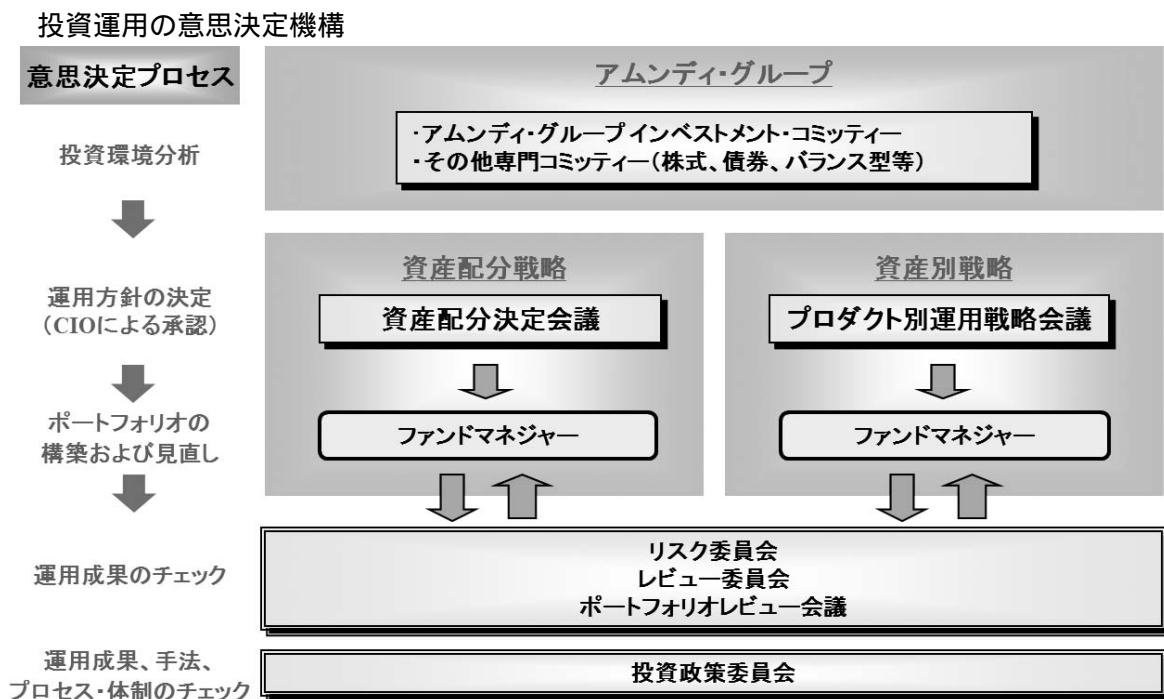 投資運用の意思決定機構
意思決定プロセス
アムンディ・グループ
投資環境分析
・アムンディ・グループ インベストメント・コミッティー
・その他専門コミッティー(株式、債券、バランス型等)
運用方針の決定
(CIOによる承認)
資産配分戦略
資産配分決定会議
資産別戦略
プロダクト別運用戦略会議
ポートフォリオの
構築および見直し
ファンドマネジャー
ファンドマネジャー
運用成果のチェック
リスク委員会
レビュー委員会
ポートフォリオレビュー会議
運用成果、手法、
プロセス・体制のチェック
投資政策委員会